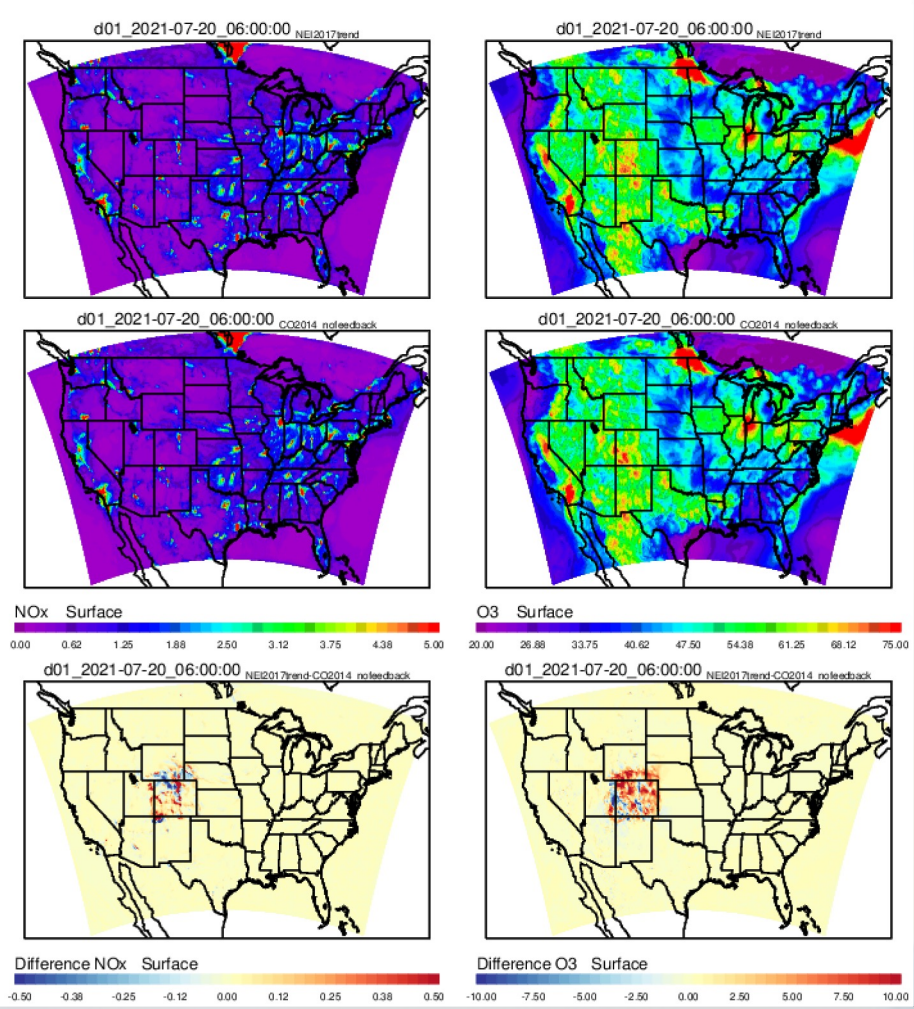 d01_2021-07-20_06:00:00 NEI2017trend
d01_2021-07-20_06:00:00 NEI2017trend
d01_2021-07-20_06:00:00 CO2014_nofeedback
d01_2021-07-20_06:00:00 CO2014_nofeedback
NOx Surface
0.00 0.62 1.25 1.88 2.50 3.12 3.75 4.38 5.00
O3 Surface
20.00 26.88 33.75 40.62 47.50 54.38 61.25 68.12 75.00
d01_2021-07-20_06:00:00 NEI2017trend-CO2014_nofeedback
d01_2021-07-20_06:00:00 NEI2017trend-CO2014_nofeedback
Difference NOx Surface
-0.50 -0.38 -0.25 -0.12 0.00 0.12 0.25 0.38 0.50
Difference O3 Surface
-10.00 -7.50 -5.00 -2.50 0.00 2.50 5.00 7.50 10.00